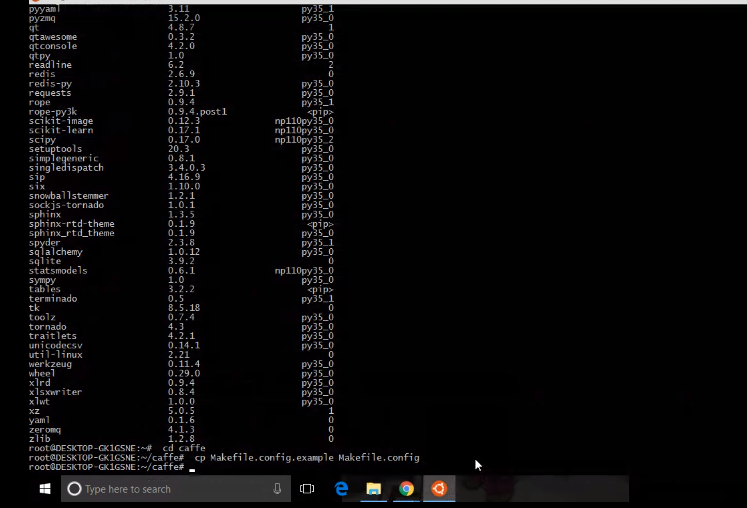 pyyaml 3.11 py35_1
pyzmq 15.2.0 py35_0
qt 4.8.7 1
qtawesome 0.3.2 py35_0
qtconsole 4.2.0 py35_0
qtpy 1.0 py35_0
readline 6.2 2
redis 2.6.9 0
redis-py 2.10.3 py35_0
requests 2.9.1 py35_0
rope 0.9.4 py35_1
rope-py3k 0.9.4.post1 <pip>
scikit-image 0.12.3 np110py35_0
scikit-learn 0.17.1 np110py35_0
scipy 0.17.0 np110py35_2
setuptools 20.3 py35_0
simplegeneric 0.8.1 py35_0
singledispatch 3.4.0.3 py35_0
sip 4.16.9 py35_0
six 1.10.0 py35_0
snowballstemmer 1.2.1 py35_0
sockjs-tornado 1.0.1 py35_0
sphinx 1.3.5 py35_0
sphinx-rtd-theme 0.1.9 <pip>
sphinx_rtd_theme 0.1.9 py35_0
spyder 2.3.8 py35_1
sqlalchemy 1.0.12 py35_0
sqlite 3.9.2 0
statsmodels 0.6.1 np110py35_0
sympy 1.0 py35_0
tables 3.2.2 <pip>
terminado 0.5 py35_1
tk 8.5.18 0
toolz 0.7.4 py35_0
tornado 4.3 py35_0
traitlets 4.2.1 py35_0
unicodecsv 0.14.1 py35_0
util-linux 2.21 0
werkzeug 0.11.4 py35_0
wheel 0.29.0 py35_0
xlrd 0.9.4 py35_0
xlsxwriter 0.8.4 py35_0
xlwt 1.0.0 py35_0
xz 5.0.5 1
yaml 0.1.6 0
zeromq 4.1.3 0
zlib 1.2.8 0
root@DESKTOP-GK1GSNE:~# cd caffe
root@DESKTOP-GK1GSNE:~/caffe# cp Makefile.config.example Makefile.config
root@DESKTOP-GK1GSNE:~/caffe#
Type here to search